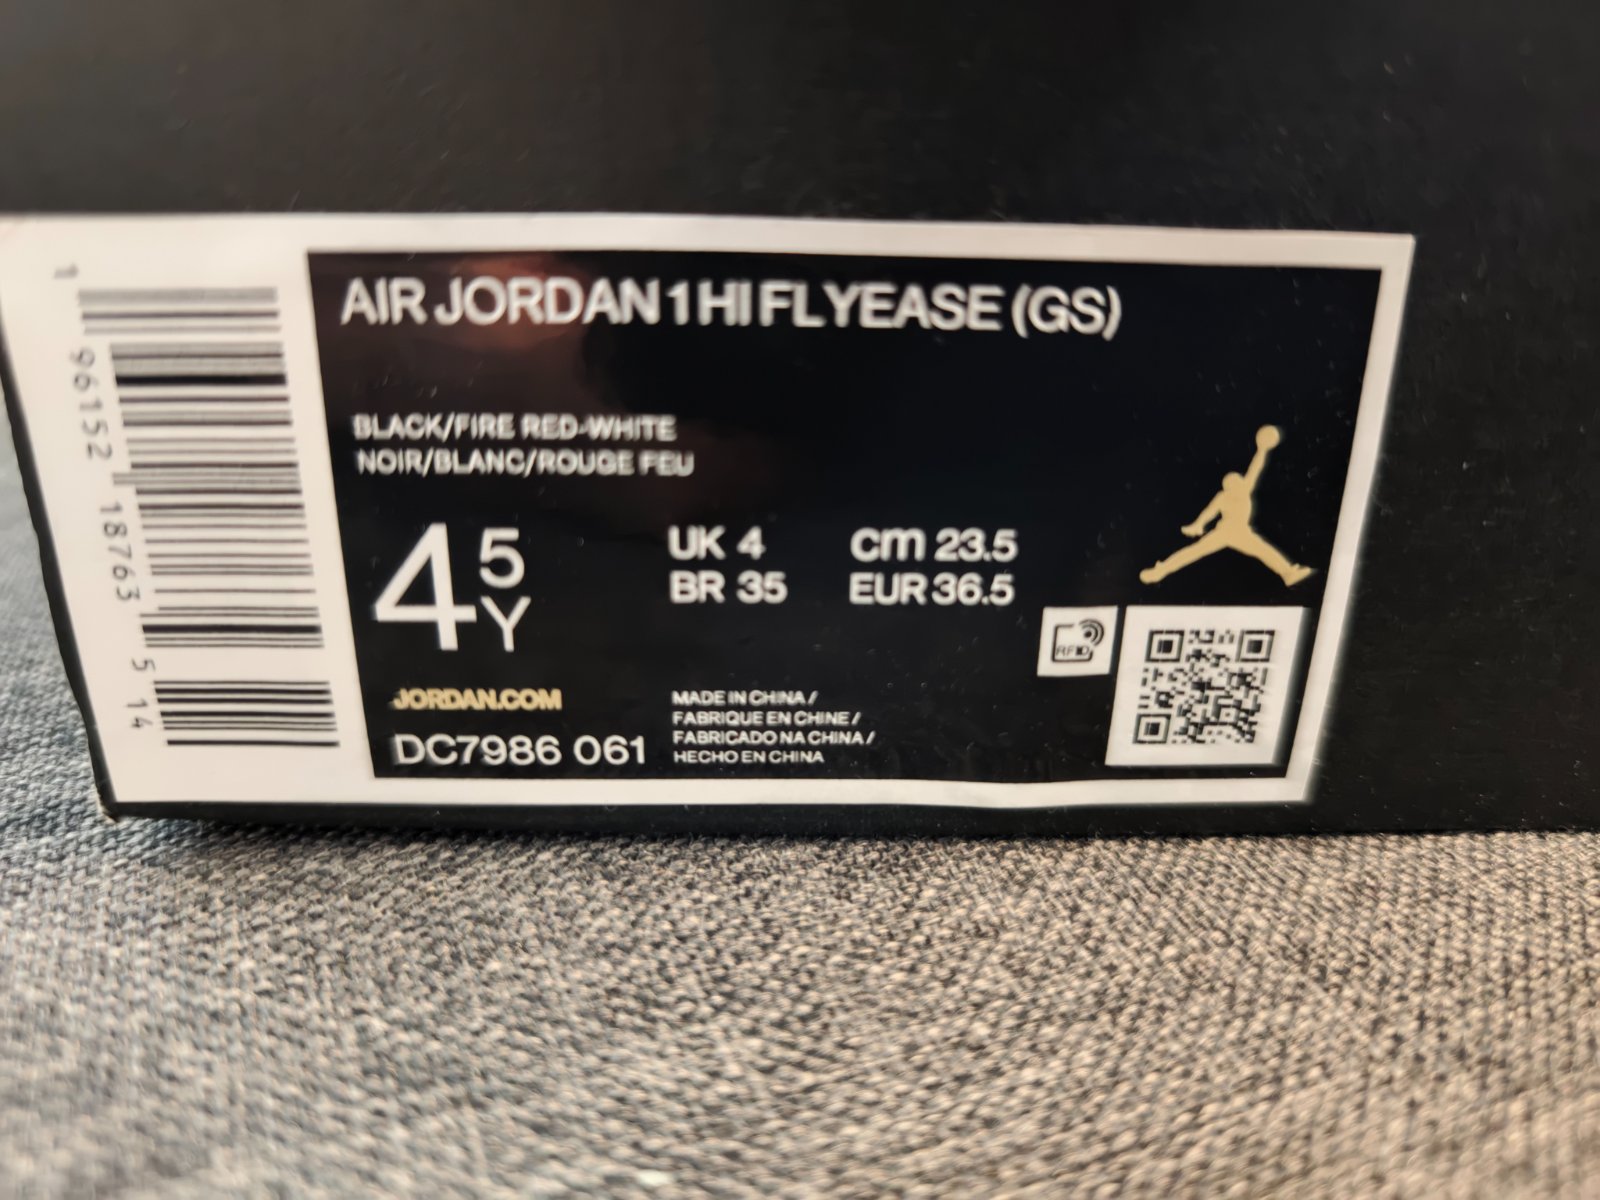 AIR JORDAN 1 HI FLYEASE (GS)
BLACK/FIRE RED-WHITE
NOIR/BLANC/ROUGE FEU
4 5Y
UK 4 cm 23.5
BR 35 EUR 36.5
RFID
JORDAN.COM
DC7986 061
MADE IN CHINA /
FABRIQUE EN CHINE /
FABRICADO NA CHINA /
HECHO EN CHINA
1 96152 18763 5 14